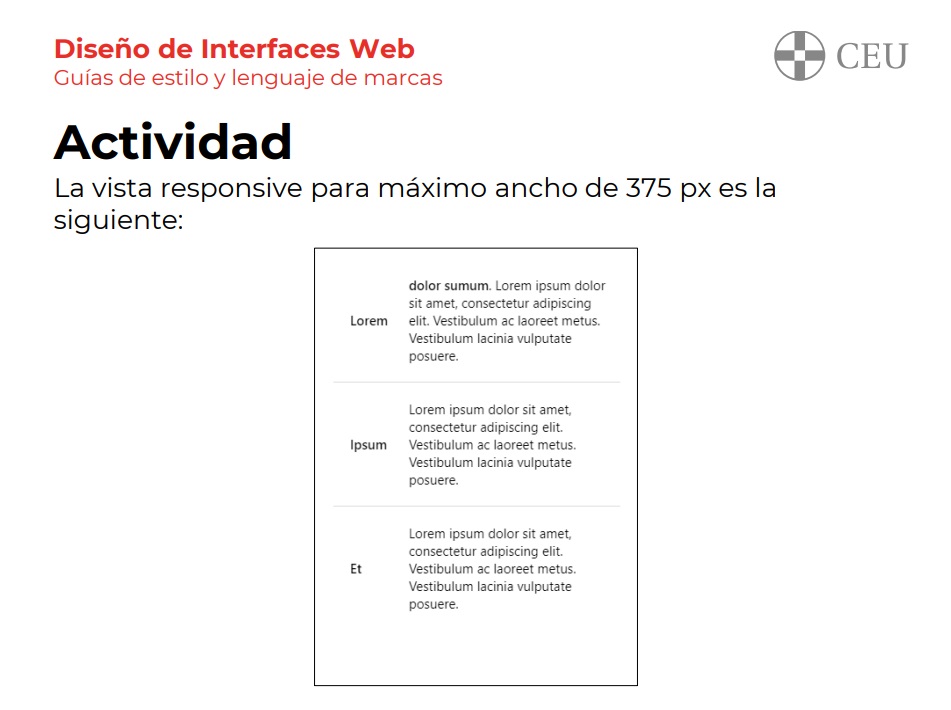 Diseño de Interfaces Web
Guías de estilo y lenguaje de marcas
CEU
Actividad
La vista responsive para máximo ancho de 375 px es la
siguiente:
Lorem
dolor sumum. Lorem ipsum dolor
sit amet, consectetur adipiscing
elit. Vestibulum ac laoreet metus.
Vestibulum lacinia vulputate
posuere.
Ipsum
Lorem ipsum dolor sit amet,
consectetur adipiscing elit.
Vestibulum ac laoreet metus.
Vestibulum lacinia vulputate
posuere.
Et
Lorem ipsum dolor sit amet,
consectetur adipiscing elit.
Vestibulum ac laoreet metus.
Vestibulum lacinia vulputate
posuere.